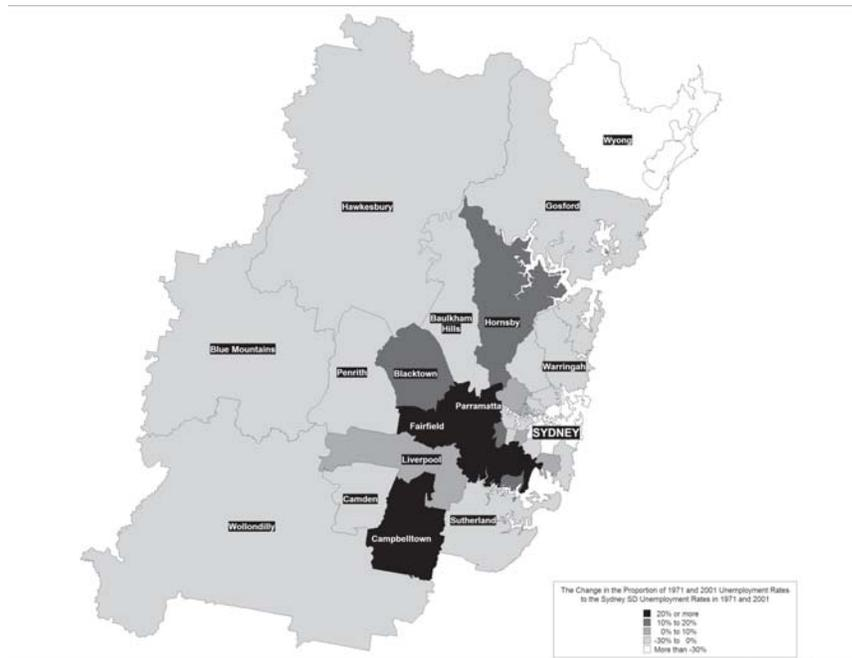 Wyong
Hawkesbury
Gosford
Baulkham
Hills
Hornsby
Blue Mountains
Penrith
Blacktown
Warringah
Parramatta
Fairfield
SYDNEY
Liverpool
Camden
Sutherland
Wollondilly
Campbelltown
The Change in the Proportion of 1971 and 2001 Unemployment Rates
to the Sydney SD Unemployment Rates in 1971 and 2001
20% or more
10% to 20%
0% to 10%
-30% to 0%
More than -30%